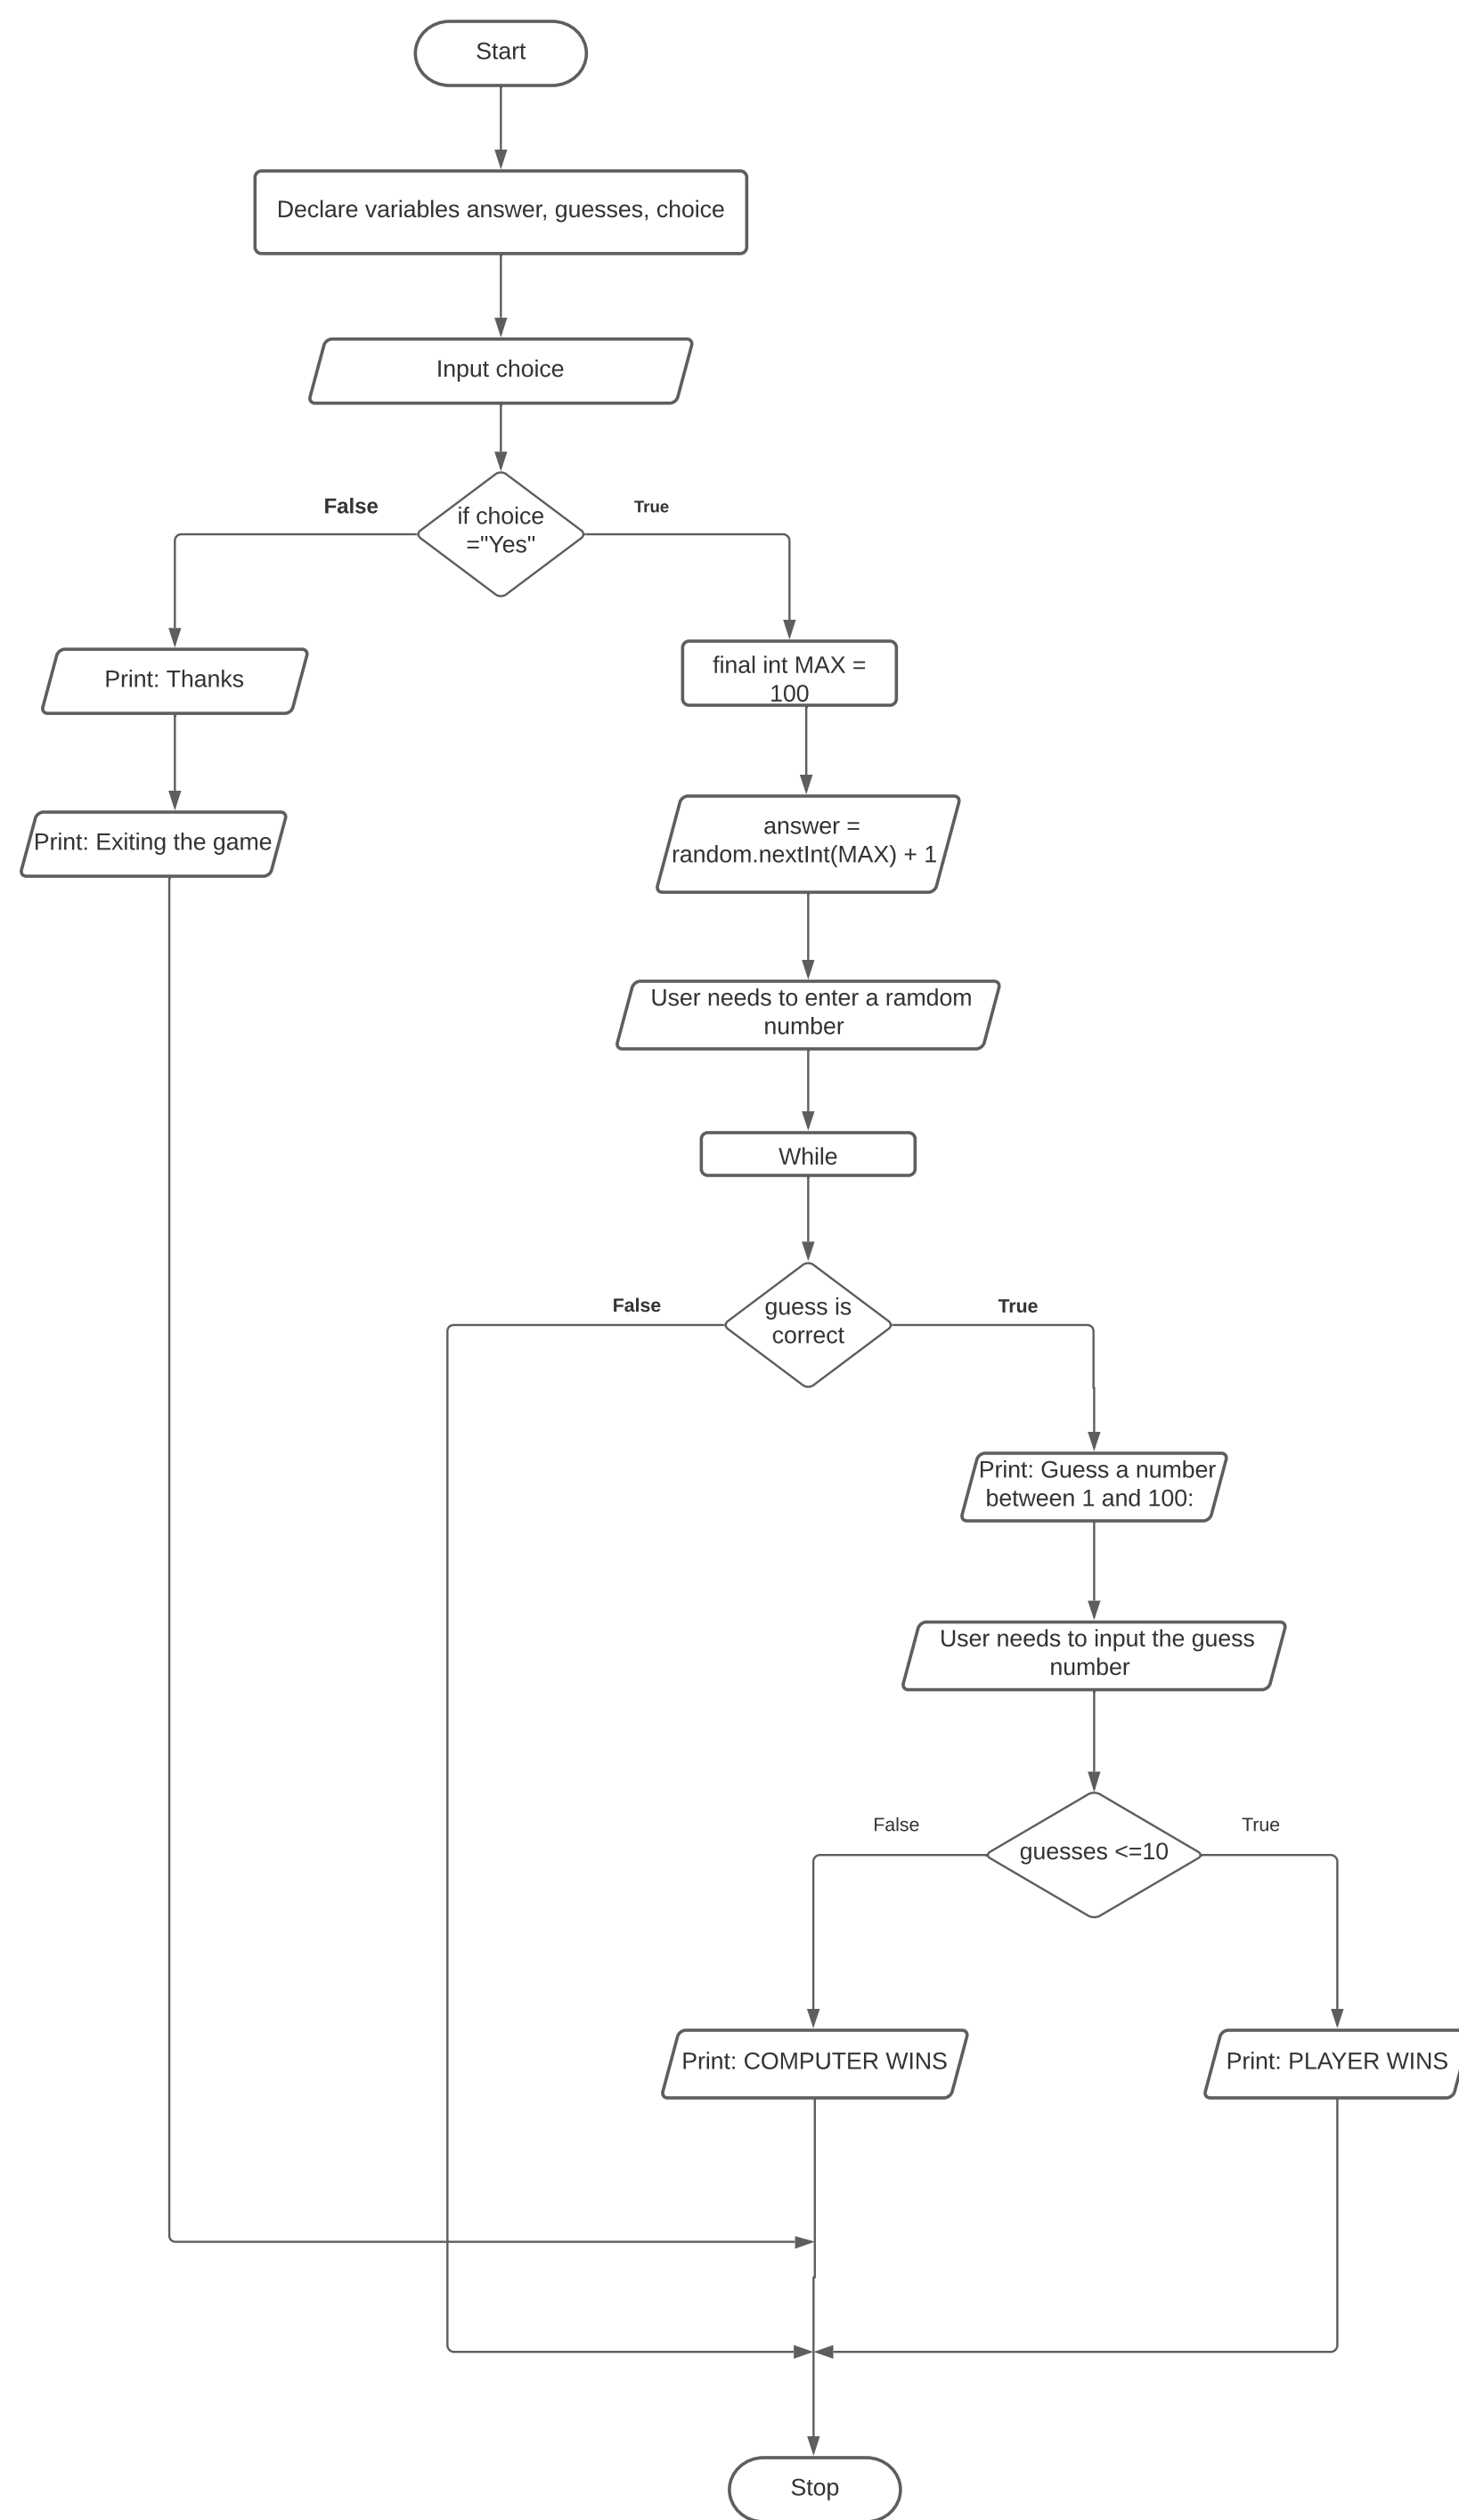 Start
Declare variables answer, guesses, choice
Input choice
False
True
if choice
="Yes"
Print: Thanks
final int MAX =
100
Print: Exiting the game
answer =
random.nextInt(MAX) + 1
User needs to enter a ramdom
number
While
False
True
guess is
correct
Print: Guess a number
between 1 and 100:
User needs to input the guess
number
False
True
guesses <=10
Print: COMPUTER WINS
Print: PLAYER WINS
Stop